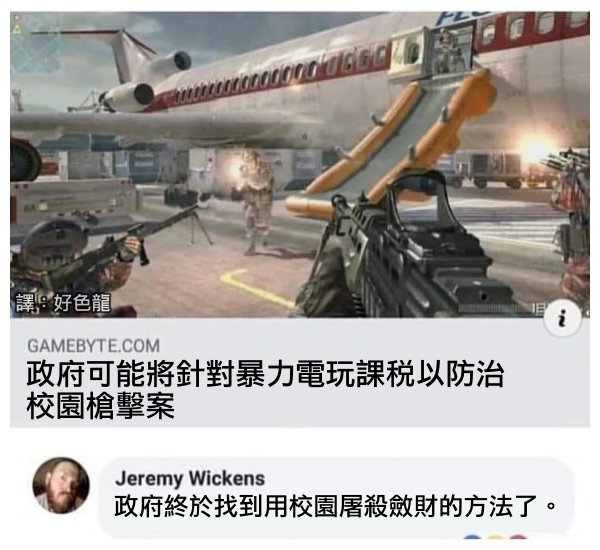 譯：好色龍
GAMEBYTE.COM
政府可能將針對暴力電玩課税以防治
校園槍擊案
Jeremy Wickens
政府終於找到用校園屠殺斂財的方法了。